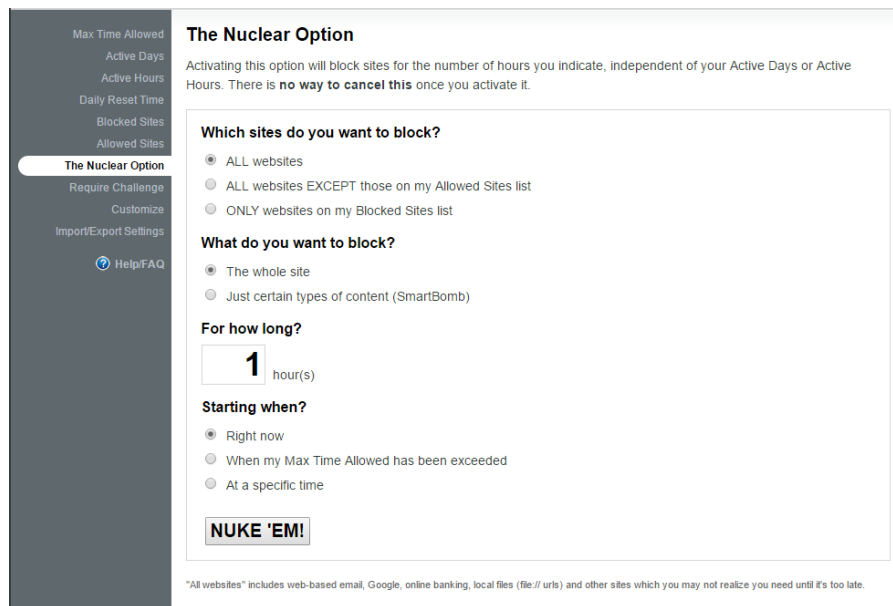 Max Time Allowed
Active Days
Active Hours
Daily Reset Time
Blocked Sites
Allowed Sites
The Nuclear Option
Require Challenge
Customize
Import/Export Settings
? Help/FAQ
The Nuclear Option
Activating this option will block sites for the number of hours you indicate, independent of your Active Days or Active
Hours. There is no way to cancel this once you activate it.
Which sites do you want to block?
ALL websites
ALL websites EXCEPT those on my Allowed Sites list
ONLY websites on my Blocked Sites list
What do you want to block?
The whole site
Just certain types of content (SmartBomb)
For how long?
1 hour(s)
Starting when?
Right now
When my Max Time Allowed has been exceeded
At a specific time
NUKE 'EM!
"All websites" includes web-based email, Google, online banking, local files (file:// urls) and other sites which you may not realize you need until it's too late.